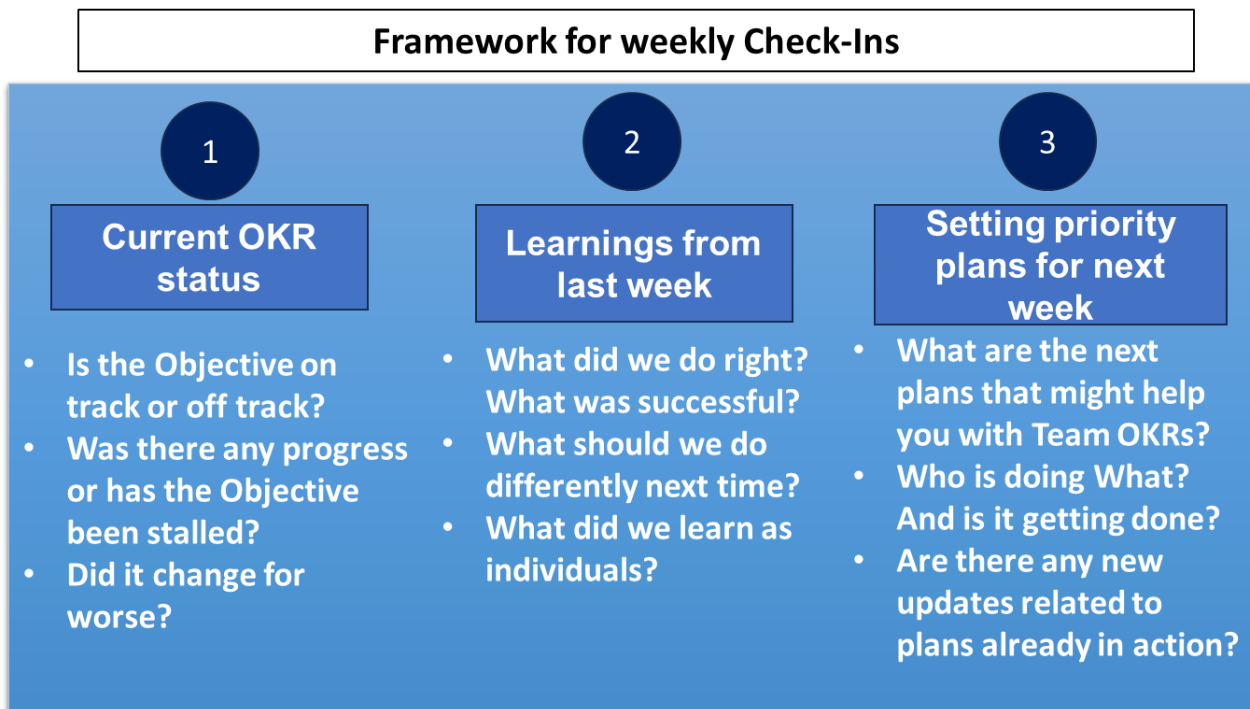 Framework for weekly Check-Ins
1
Current OKR
status
• Is the Objective on
track or off track?
• Was there any progress
or has the Objective
been stalled?
• Did it change for
worse?
2
Learnings from
last week
• What did we do right?
What was successful?
• What should we do
differently next time?
• What did we learn as
individuals?
3
Setting priority
plans for next
week
• What are the next
plans that might help
you with Team OKRs?
• Who is doing What?
And is it getting done?
• Are there any new
updates related to
plans already in action?